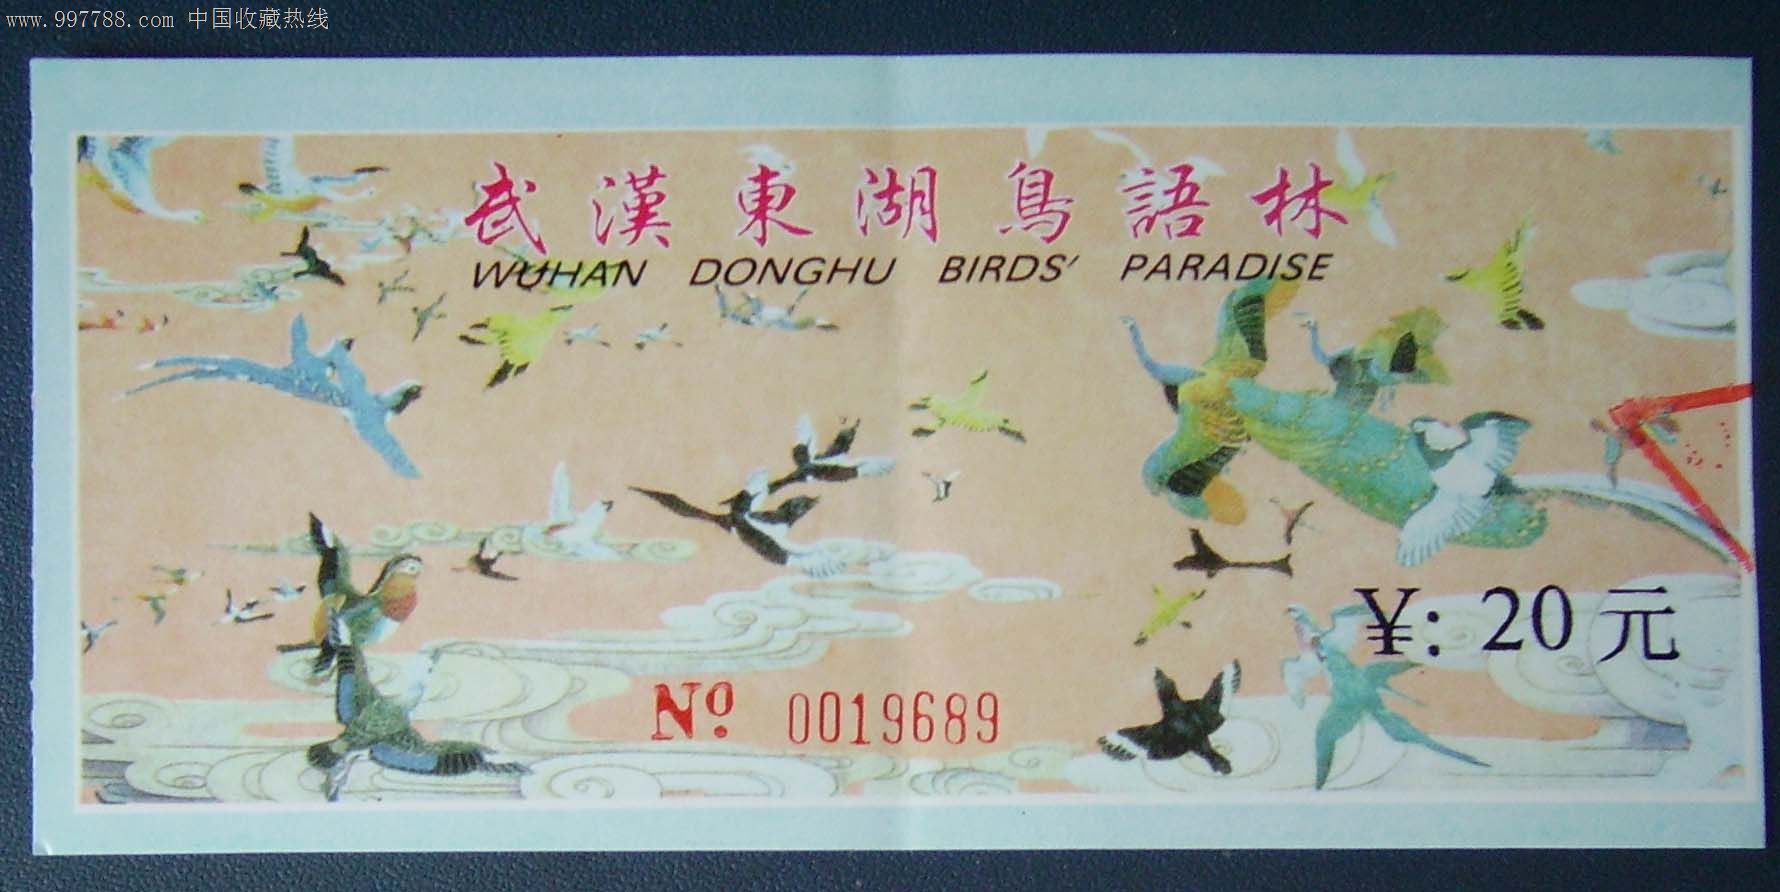 www.997788.com 中国收藏热线
武漢東湖鳥語林
WUHAN DONGHU BIRDS' PARADISE
¥: 20元
Nº. 0019689